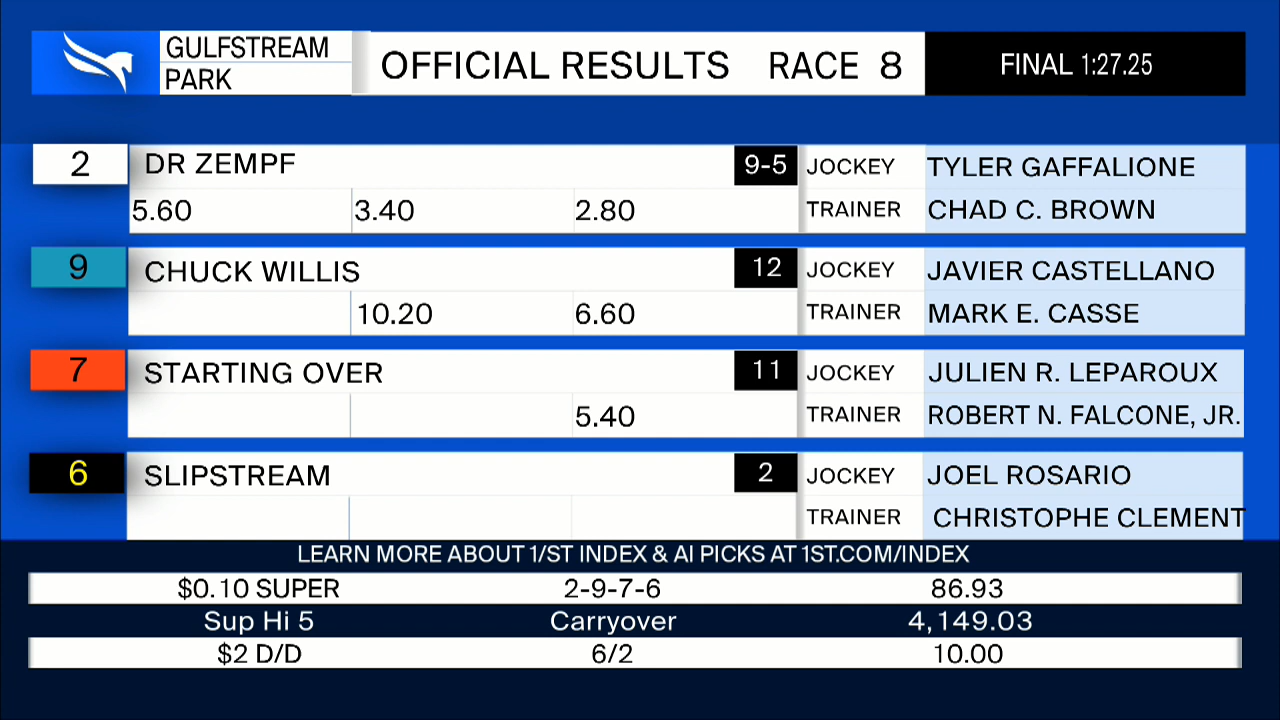 GULFSTREAM
PARK
OFFICIAL RESULTS RACE 8
FINAL 1:27.25
2 DR ZEMPF 9-5 JOCKEY TYLER GAFFALIONE
5.60 3.40 2.80 TRAINER CHAD C. BROWN
9 CHUCK WILLIS 12 JOCKEY JAVIER CASTELLANO
10.20 6.60 TRAINER MARK E. CASSE
7 STARTING OVER 11 JOCKEY JULIEN R. LEPAROUX
5.40 TRAINER ROBERT N. FALCONE, JR.
6 SLIPSTREAM 2 JOCKEY JOEL ROSARIO
TRAINER CHRISTOPHE CLEMENT
LEARN MORE ABOUT 1/ST INDEX & AI PICKS AT 1ST.COM/INDEX
$0.10 SUPER 2-9-7-6 86.93
Sup Hi 5 Carryover 4,149.03
$2 D/D 6/2 10.00